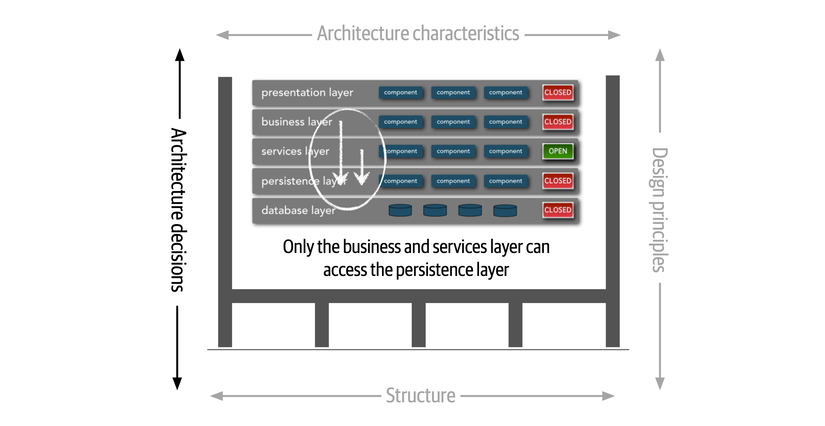 Architecture characteristics
Architecture decisions
presentation layer component component component CLOSED
business layer component component component CLOSED
services layer component component component OPEN
persistence layer component component component CLOSED
database layer CLOSED
Only the business and services layer can
access the persistence layer
Design principles
Structure